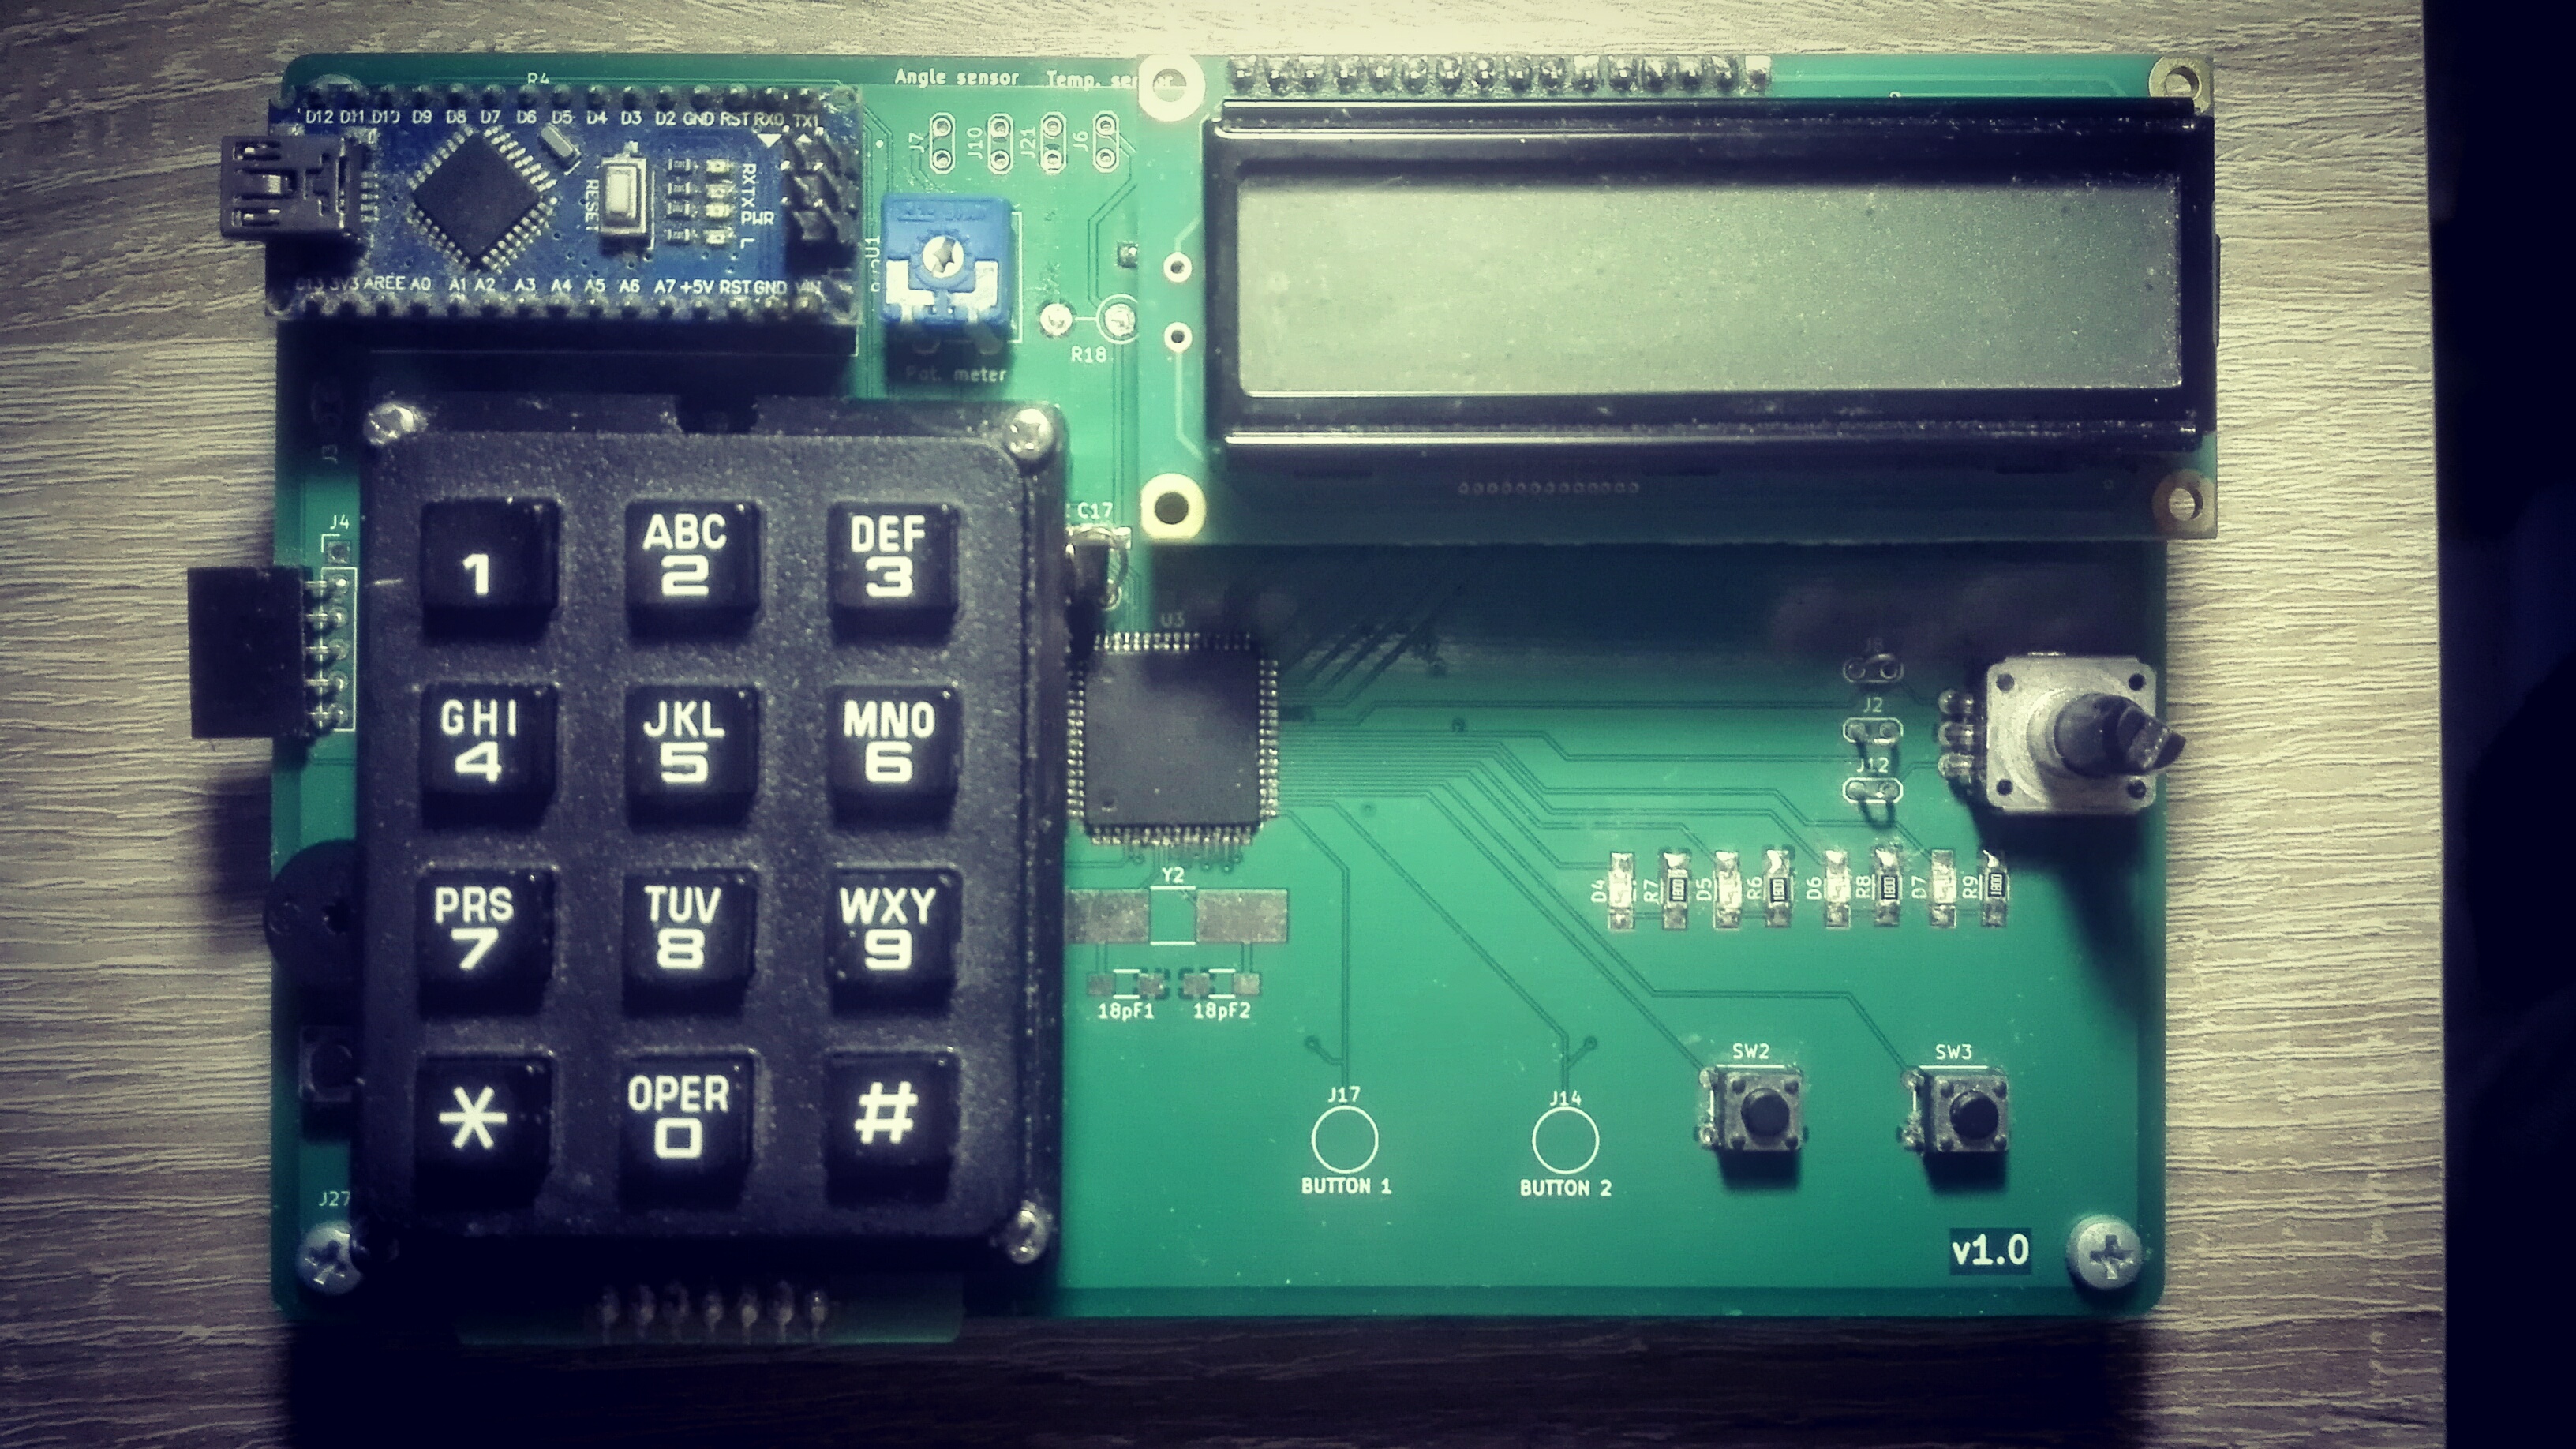 R4
Angle sensor
Temp.
D12 D11 D10 D9 D8 D7 D6 D5 D4 D3 D2 GND RST RX0 TX1
J7
J10
J21
J6
RESET
RX
TX
PWR
L
U1
D13 3V3 AREE A0 A1 A2 A3 A4 A5 A6 A7 +5V RST GND VIN
R18
Pot. meter
J3
J4
C17
1
ABC
2
DEF
3
U3
J8
J2
J12
GHI
4
JKL
5
MNO
6
D4
R7
D5
R6
D6
R8
D7
R9
PRS
7
TUV
8
WXY
9
Y2
18pF1
18pF2
*
OPER
0
#
SW2
SW3
J17
J14
BUTTON 1
BUTTON 2
J27
v1.0